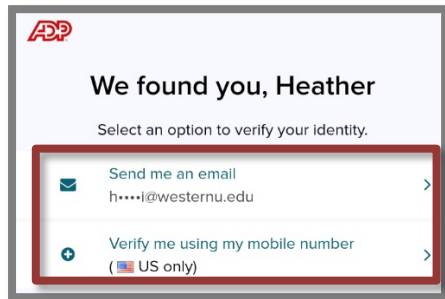 ADP
We found you, Heather
Select an option to verify your identity.
Send me an email
h••••i@westernu.edu
Verify me using my mobile number
( 🇺🇸 US only)